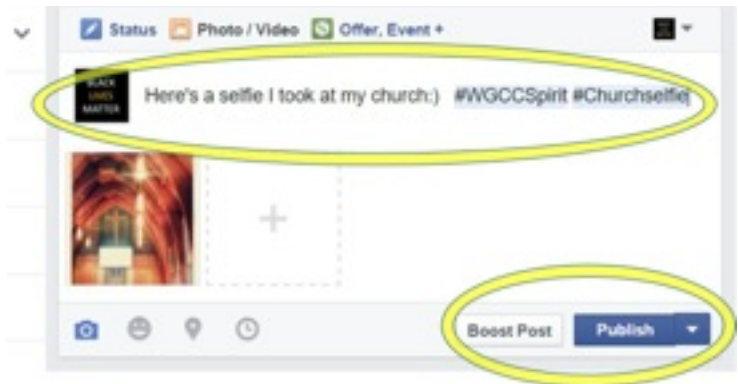 Status Photo / Video Offer, Event +
BLACK
LIVES
MATTER
Here's a selfie I took at my church:) #WGCCSpirit #Churchselfie
Boost Post Publish